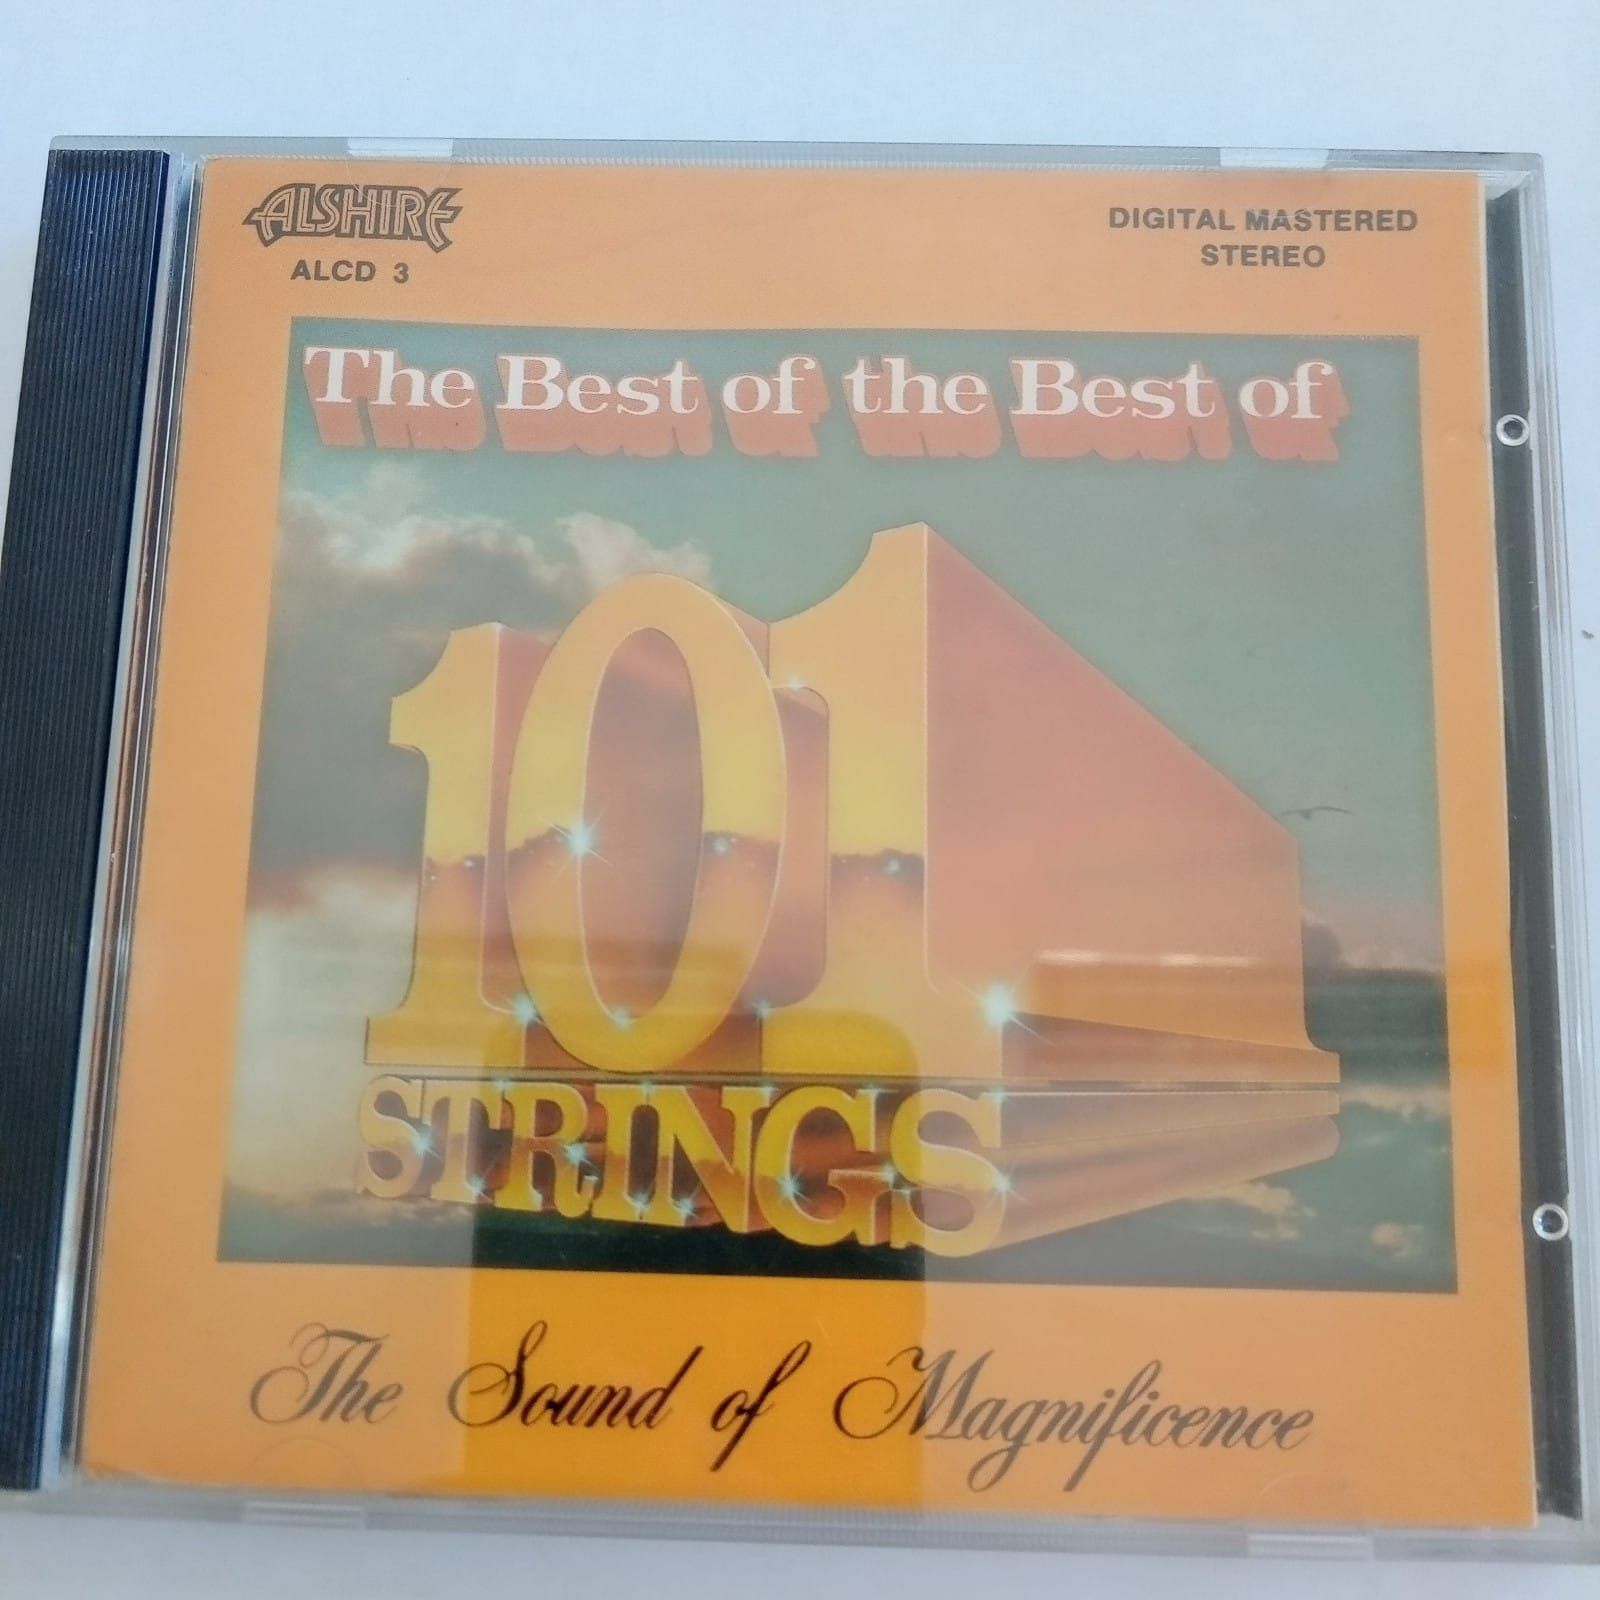 ALSHIRE
ALCD 3
DIGITAL MASTERED
STEREO
The Best of the Best of
101
STRINGS
The Sound of Magnificence